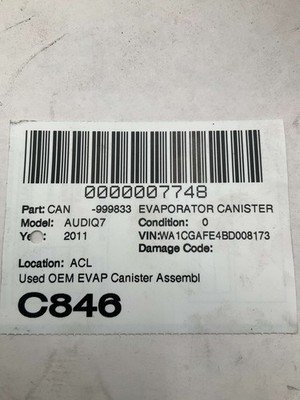 0000007748
Part: CAN -999833 EVAPORATOR CANISTER
Model: AUDIQ7 Condition: 0
Year: 2011 VIN:WA1CGAFE4BD008173
Damage Code:
Location: ACL
Used OEM EVAP Canister Assembl
C846